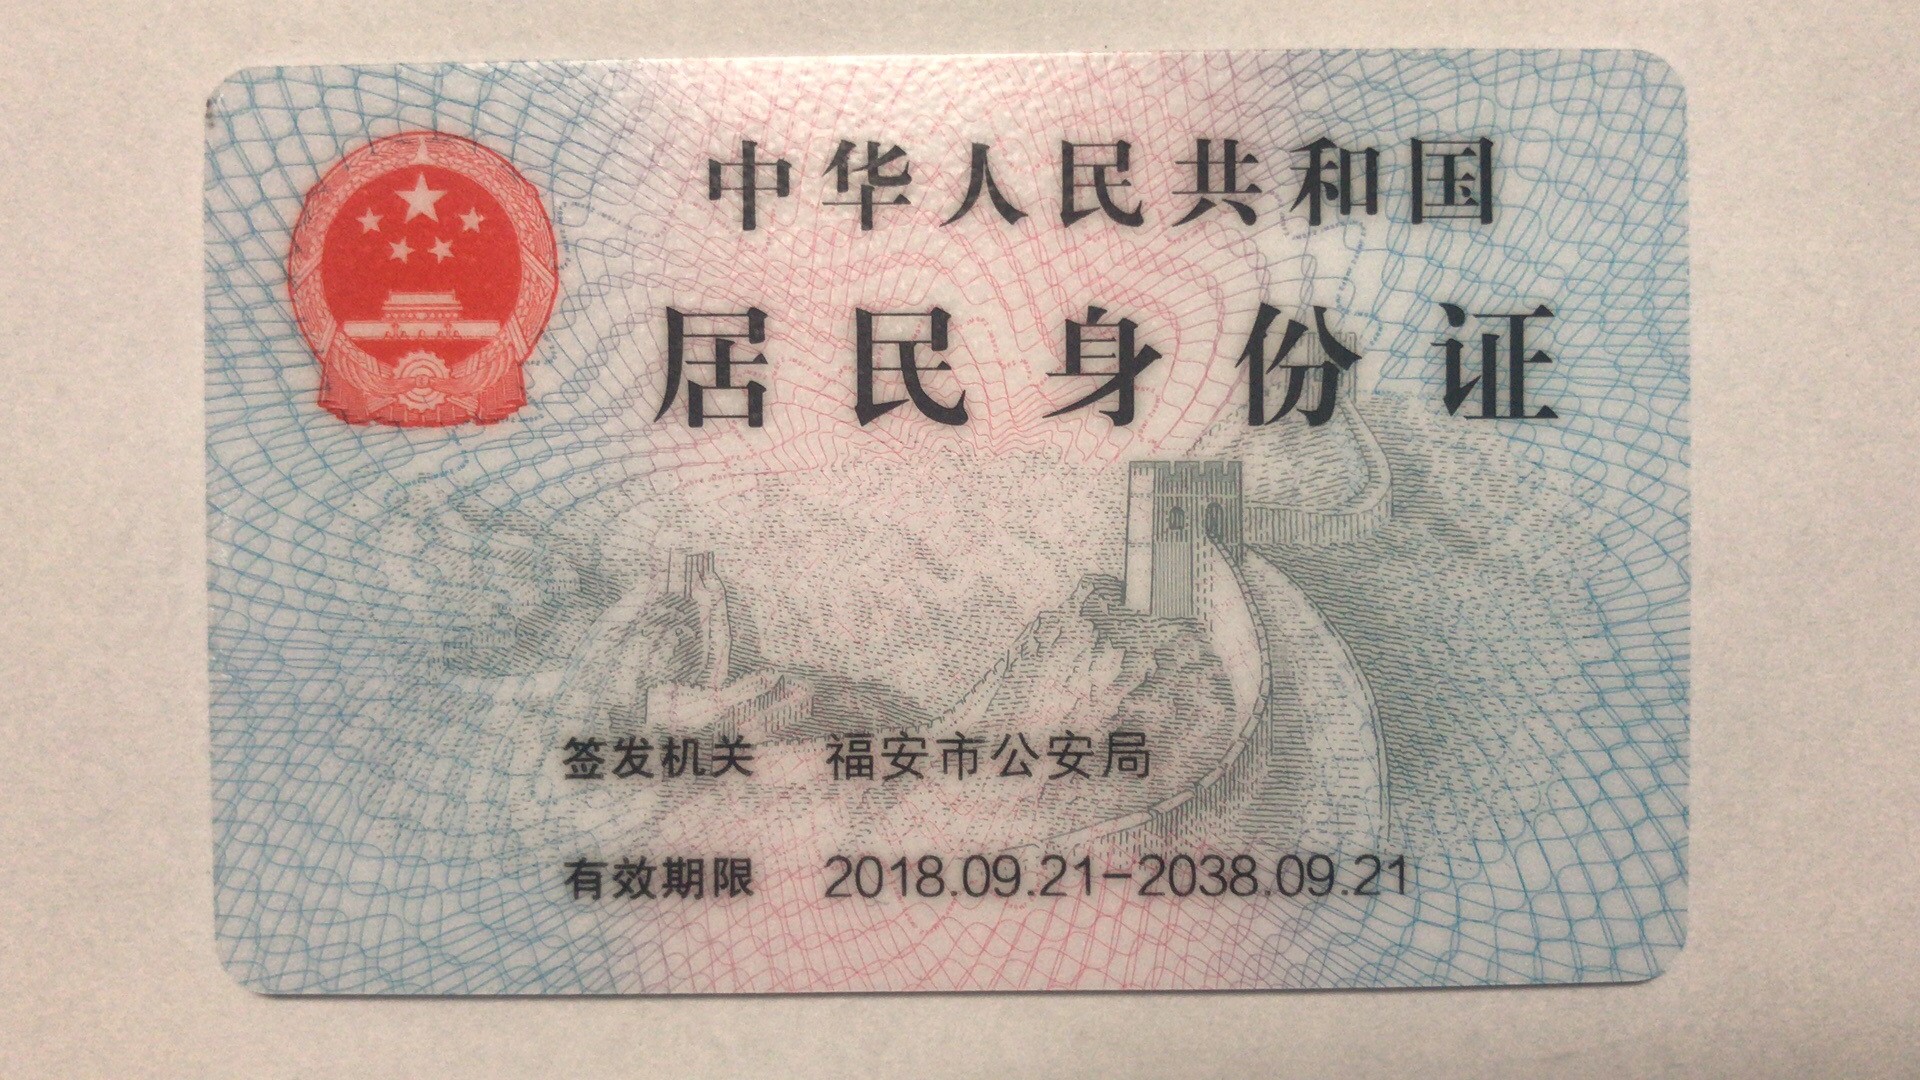 中华人民共和国
居民身份证
签发机关 福安市公安局
有效期限 2018.09.21-2038.09.21